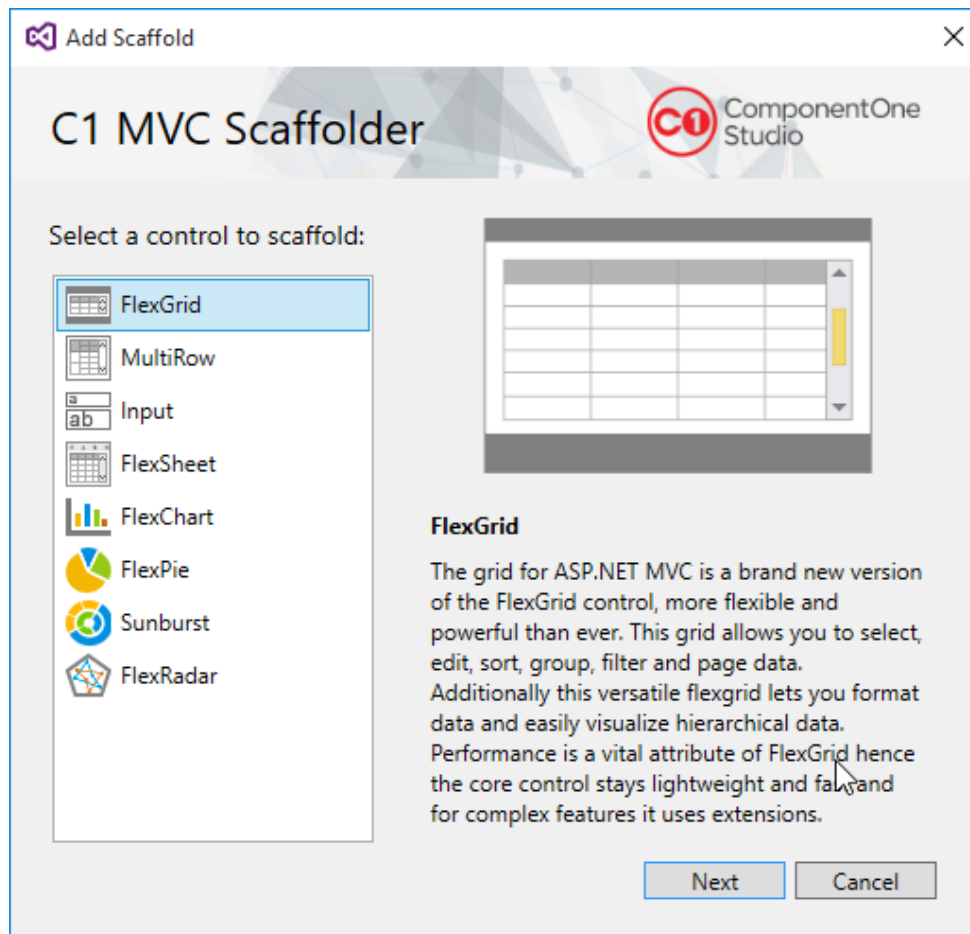 Add Scaffold
C1 MVC Scaffolder
C1 ComponentOne
Studio
Select a control to scaffold:
FlexGrid
MultiRow
a
ab
Input
FlexSheet
FlexChart
FlexPie
Sunburst
FlexRadar
FlexGrid
The grid for ASP.NET MVC is a brand new version
of the FlexGrid control, more flexible and
powerful than ever. This grid allows you to select,
edit, sort, group, filter and page data.
Additionally this versatile flexgrid lets you format
data and easily visualize hierarchical data.
Performance is a vital attribute of FlexGrid hence
the core control stays lightweight and fast and
for complex features it uses extensions.
Next
Cancel